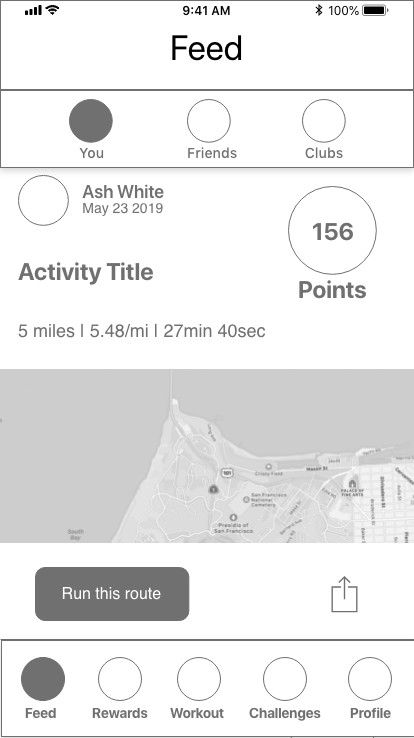 9:41 AM
100%
Feed
You
Friends
Clubs
Ash White
May 23 2019
156
Points
Activity Title
5 miles | 5.48/mi | 27min 40sec
101
Crissy Field
Mason St
San Francisco
National
Cemetery
PALACE OF
FINE ARTS
Presidio of
San Francisco
South
Bay
Run this route
Feed
Rewards
Workout
Challenges
Profile